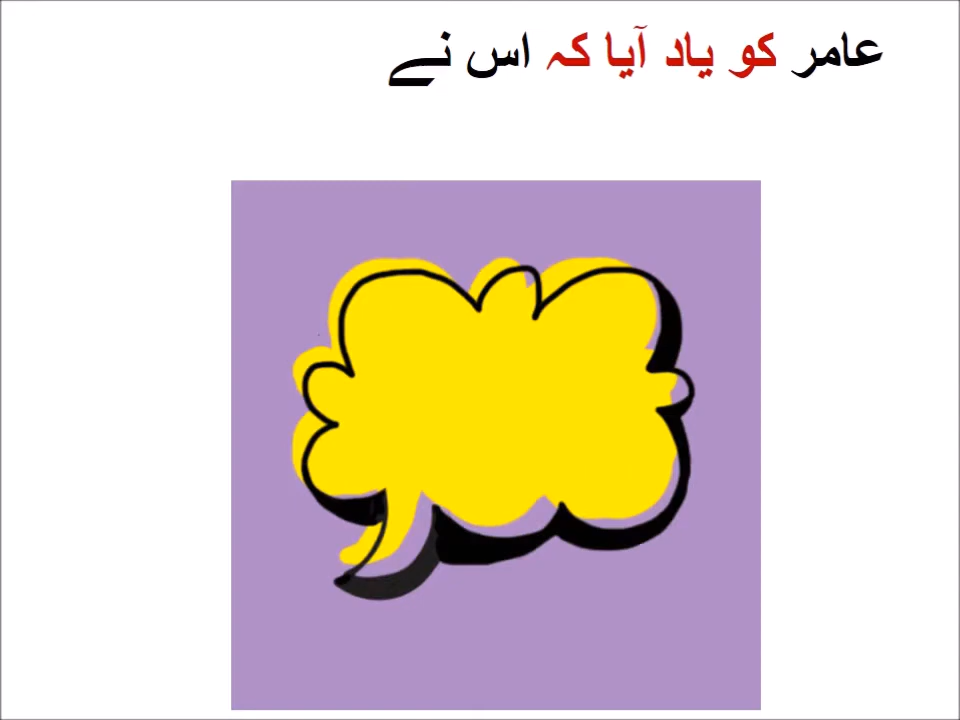 عامر کو یاد آیا کہ اس نے